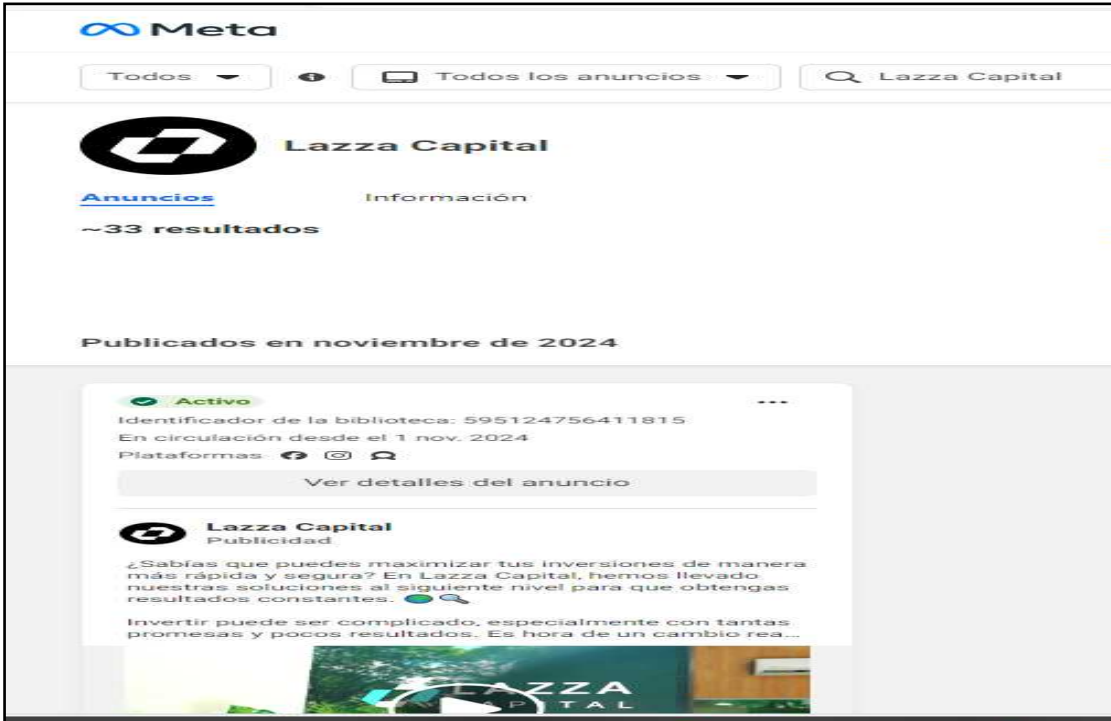 Meta
Todos Todos los anuncios Lazza Capital
Lazza Capital
Anuncios Información
~33 resultados
Publicados en noviembre de 2024
Activo
Identificador de la biblioteca: 595124756411815
En circulación desde el 1 nov. 2024
Plataformas
Ver detalles del anuncio
Lazza Capital
Publicidad
¿Sabías que puedes maximizar tus inversiones de manera
más rápida y segura? En Lazza Capital, hemos llevado
nuestras soluciones al siguiente nivel para que obtengas
resultados constantes.
Invertir puede ser complicado, especialmente con tantas
promesas y pocos resultados. Es hora de un cambio rea...
LAZZA
CAPITAL